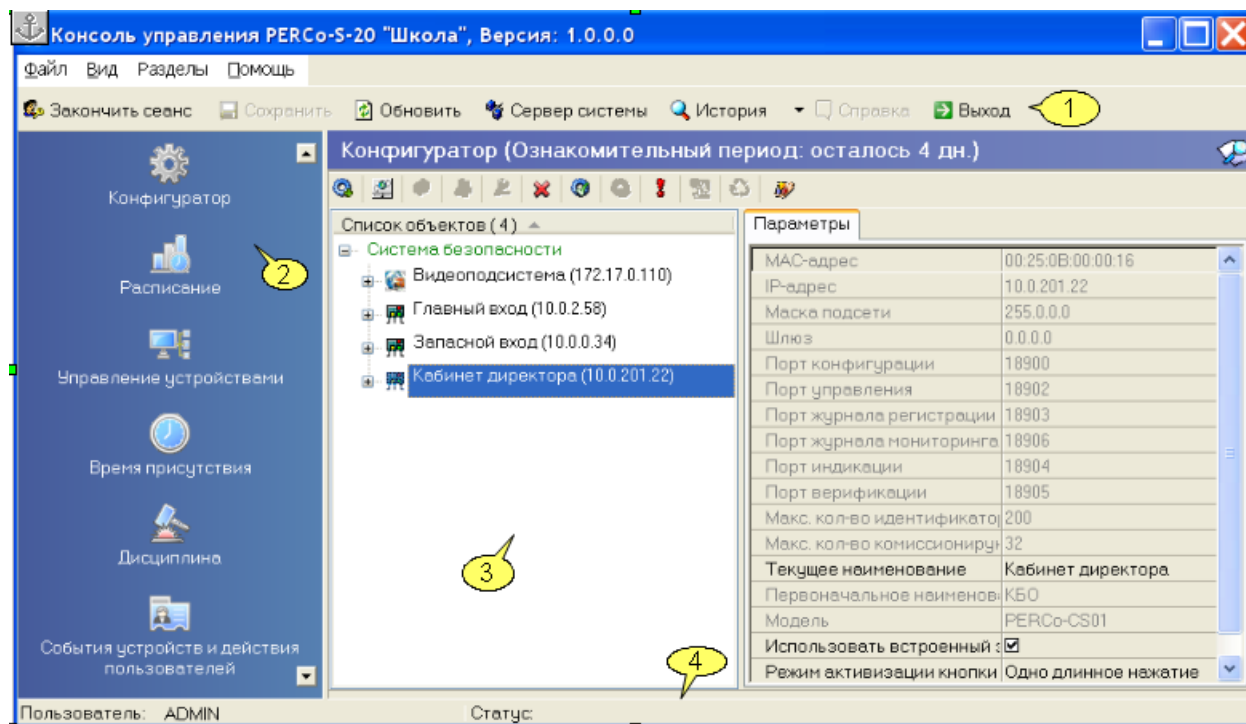 Консоль управления PERCo-S-20 "Школа", Версия: 1.0.0.0
Файл Вид Разделы Помощь
Закончить сеанс Сохранить Обновить Сервер системы История Справка Выход 1
Конфигуратор
Расписание
2
Управление устройствами
Время присутствия
Дисциплина
События устройств и действия
пользователей
Конфигуратор (Ознакомительный период: осталось 4 дн.)
Список объектов (4)
Система безопасности
Видеоподсистема (172.17.0.110)
Главный вход (10.0.2.58)
Запасной вход (10.0.0.34)
Кабинет директора (10.0.201.22)
3
4
Параметры
MAC-адрес 00:25:0B:00:00:16
IP-адрес 10.0.201.22
Маска подсети 255.0.0.0
Шлюз 0.0.0.0
Порт конфигурации 18900
Порт управления 18902
Порт журнала регистрации 18903
Порт журнала мониторинга 18906
Порт индикации 18904
Порт верификации 18905
Макс. кол-во идентификато 200
Макс. кол-во комиссионирун 32
Текущее наименование Кабинет директора
Первоначальное наименов КБО
Модель PERCo-CS01
Использовать встроенный з
Режим активизации кнопки Одно длинное нажатие
Пользователь: ADMIN Статус: